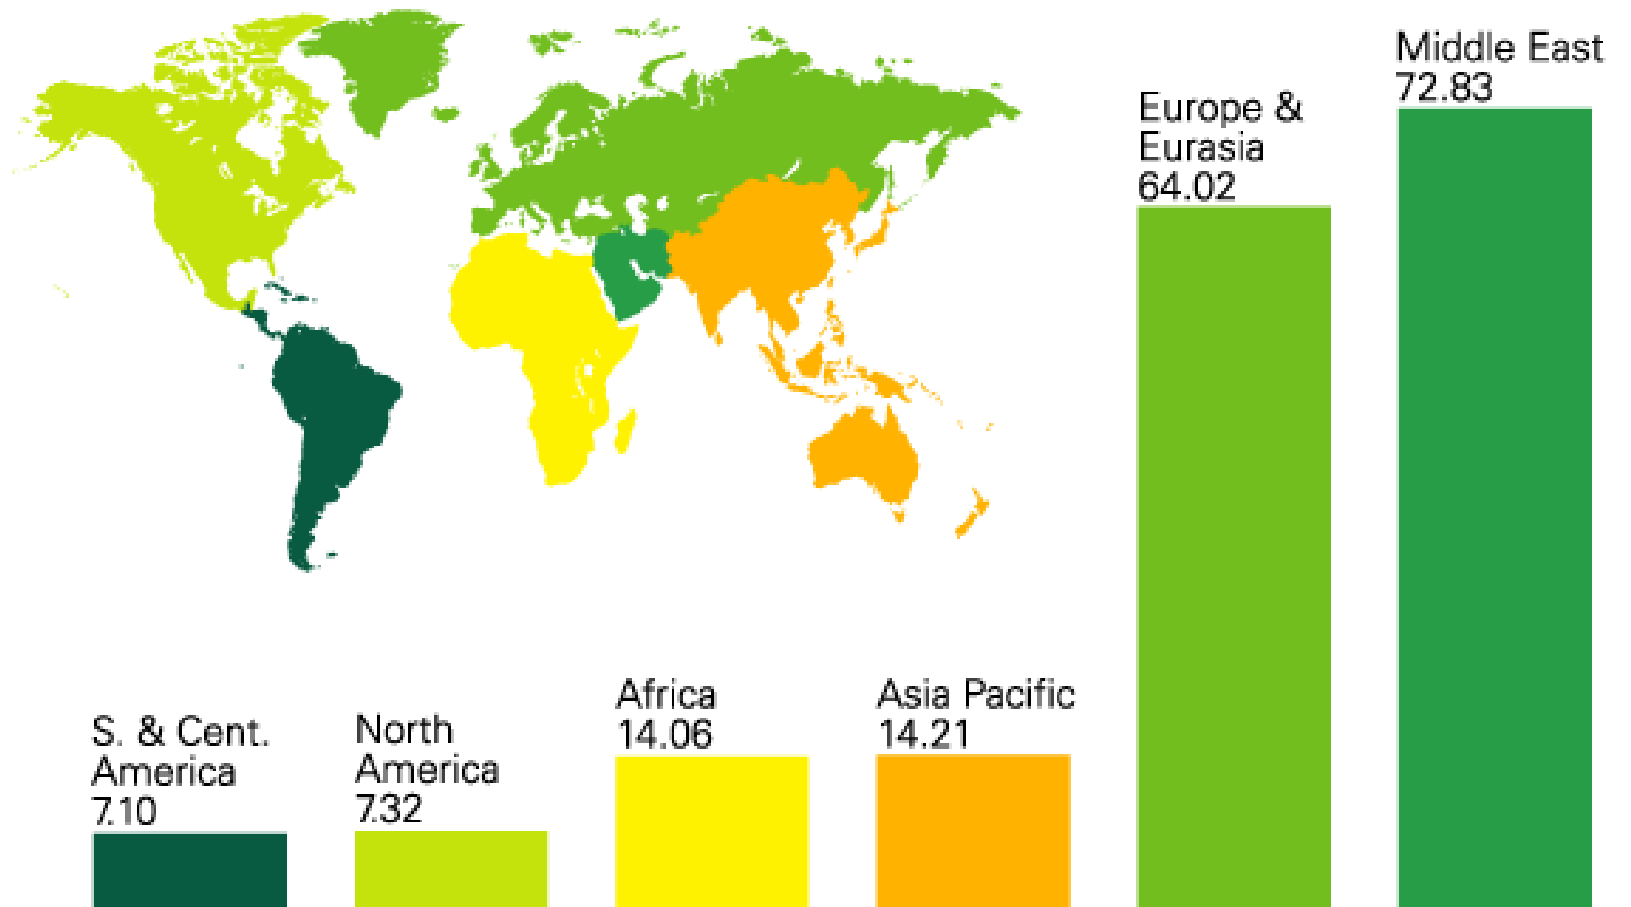 Middle East
72.83
Europe &
Eurasia
64.02
Africa
14.06
Asia Pacific
14.21
S. & Cent.
America
7.10
North
America
7.32